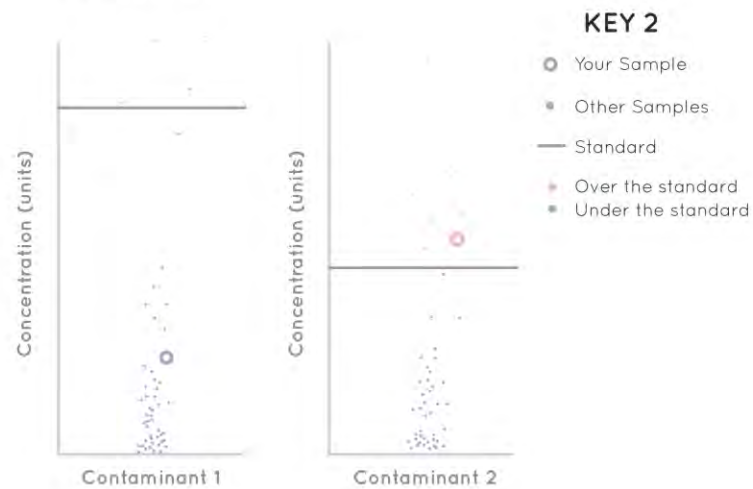 KEY 2
Your Sample
Other Samples
Standard
Over the standard
Under the standard
Concentration (units)
Contaminant 1
Concentration (units)
Contaminant 2